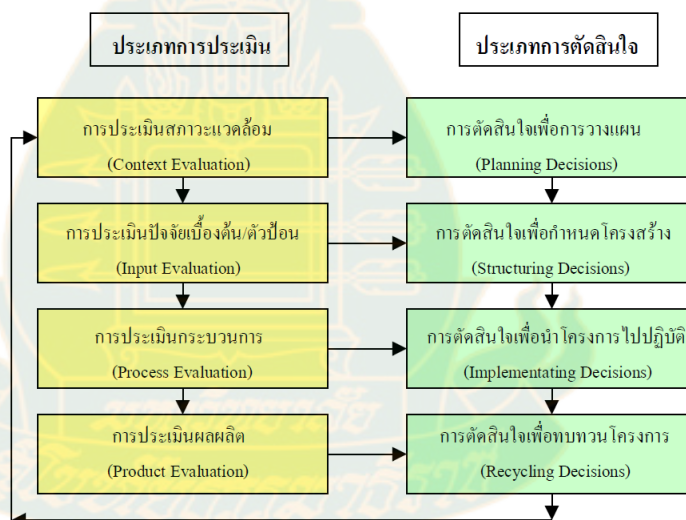 ประเภทการประเมิน
ประเภทการตัดสินใจ
การประเมินสภาวะแวดล้อม
(Context Evaluation)
การตัดสินใจเพื่อการวางแผน
(Planning Decisions)
การประเมินปัจจัยเบื้องต้น/ตัวป้อน
(Input Evaluation)
การตัดสินใจเพื่อกำหนดโครงสร้าง
(Structuring Decisions)
การประเมินกระบวนการ
(Process Evaluation)
การตัดสินใจเพื่อนำโครงการไปปฏิบัติ
(Implementating Decisions)
การประเมินผลผลิต
(Product Evaluation)
การตัดสินใจเพื่อทบทวนโครงการ
(Recycling Decisions)